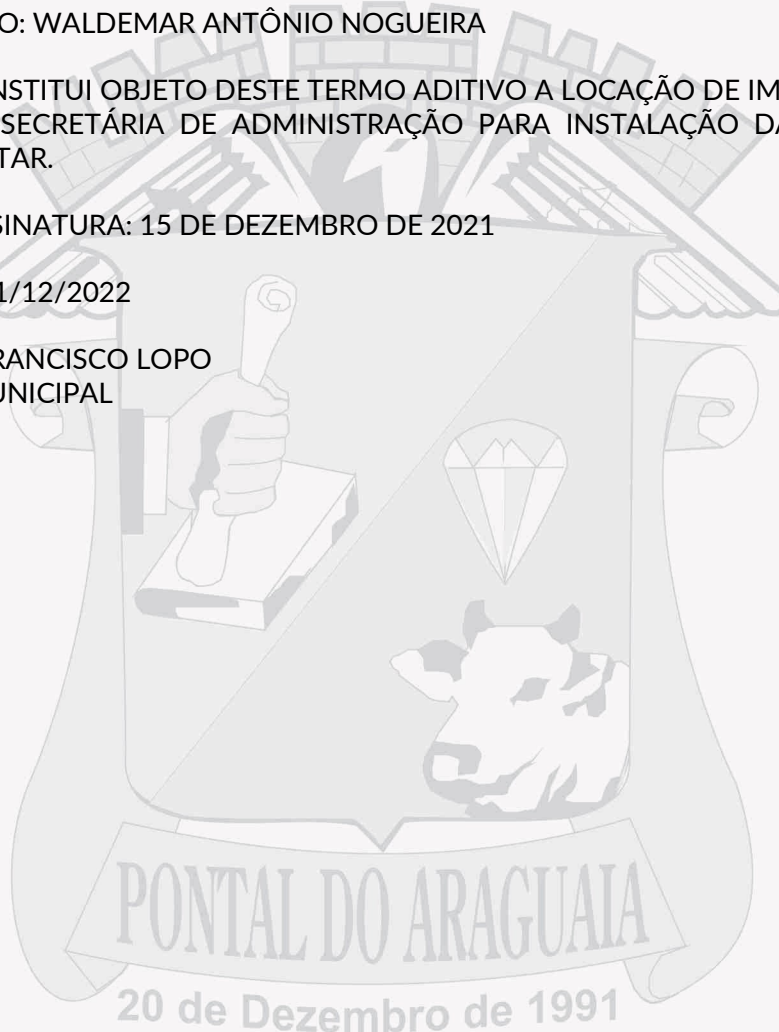 O: WALDEMAR ANTÔNIO NOGUEIRA
NSTITUI OBJETO DESTE TERMO ADITIVO A LOCAÇÃO DE IM
SECRETÁRIA DE ADMINISTRAÇÃO PARA INSTALAÇÃO DA
TAR.
SINATURA: 15 DE DEZEMBRO DE 2021
1/12/2022
RANCISCO LOPO
UNICIPAL
PONTAL DO ARAGUAIA
20 de Dezembro de 1991